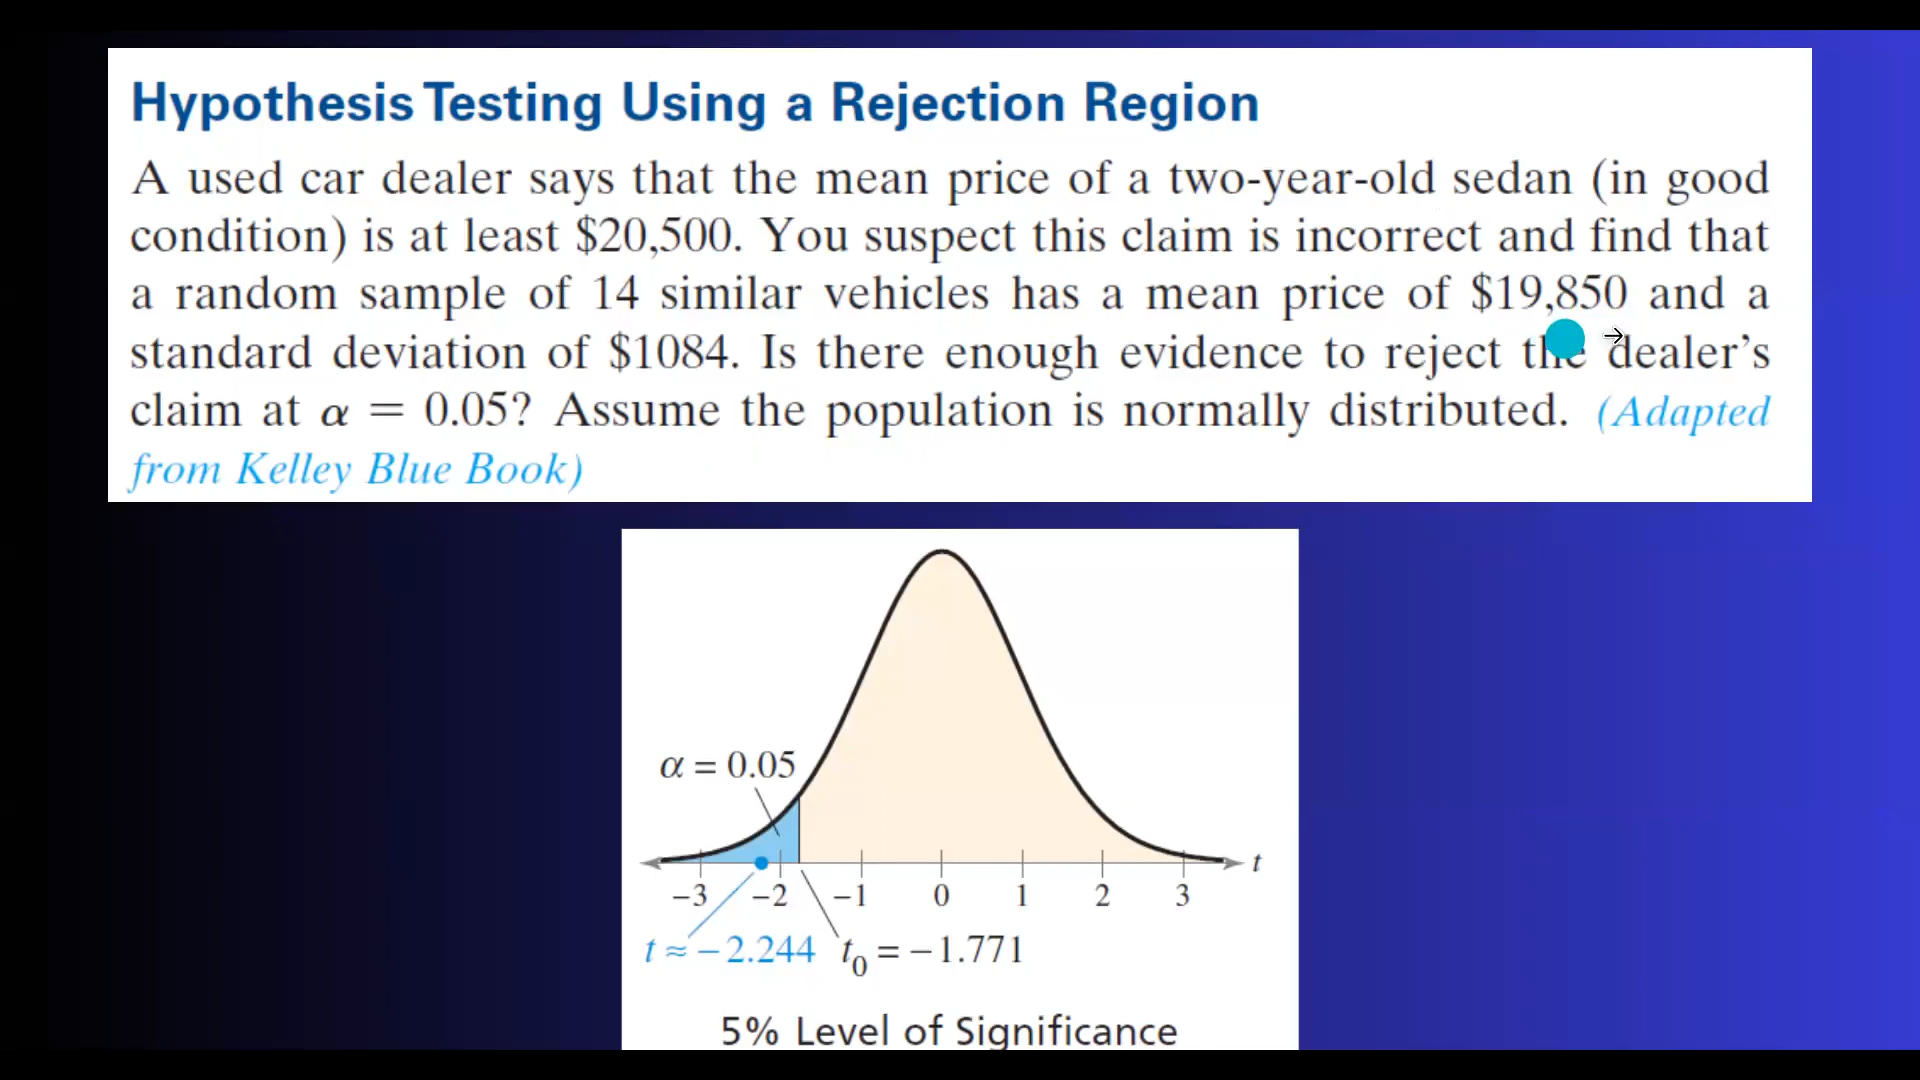 Hypothesis Testing Using a Rejection Region
A used car dealer says that the mean price of a two-year-old sedan (in good
condition) is at least $20,500. You suspect this claim is incorrect and find that
a random sample of 14 similar vehicles has a mean price of $19,850 and a
standard deviation of $1084. Is there enough evidence to reject the dealer’s
claim at α = 0.05? Assume the population is normally distributed. (Adapted
from Kelley Blue Book)
α = 0.05
−3 −2 −1 0 1 2 3 t
t ≈ −2.244 t₀ = −1.771
5% Level of Significance